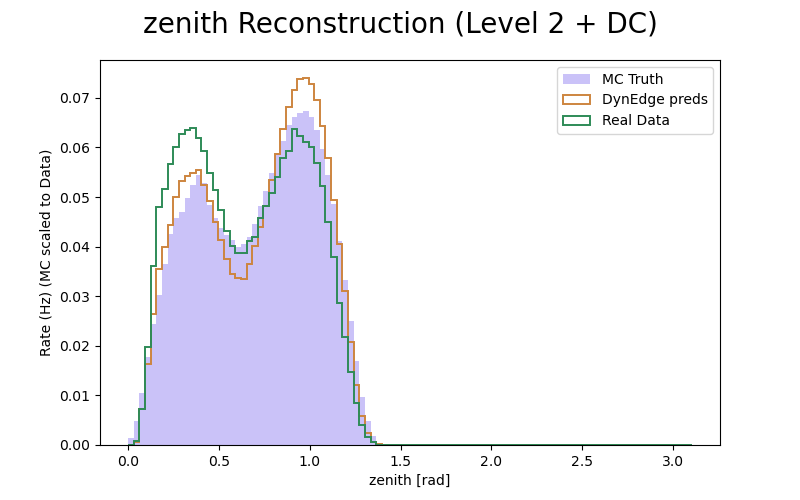 zenith Reconstruction (Level 2 + DC)
MC Truth
DynEdge preds
Real Data
Rate (Hz) (MC scaled to Data)
0.07
0.06
0.05
0.04
0.03
0.02
0.01
0.00
0.0 0.5 1.0 1.5 2.0 2.5 3.0
zenith [rad]